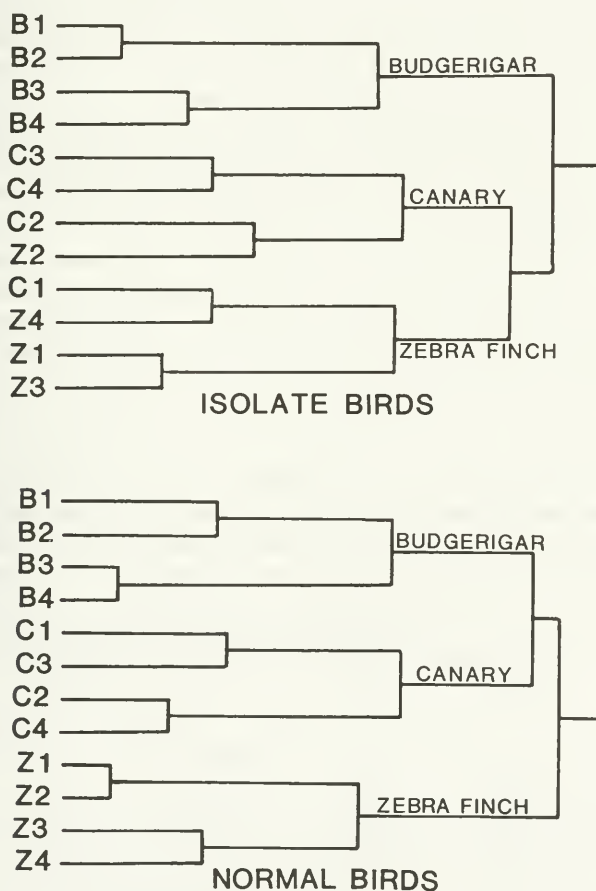 B1
B2
BUDGERIGAR
B3
B4
C3
C4
CANARY
C2
Z2
C1
Z4
ZEBRA FINCH
Z1
Z3
ISOLATE BIRDS
B1
B2
BUDGERIGAR
B3
B4
C1
C3
CANARY
C2
C4
Z1
Z2
ZEBRA FINCH
Z3
Z4
NORMAL BIRDS